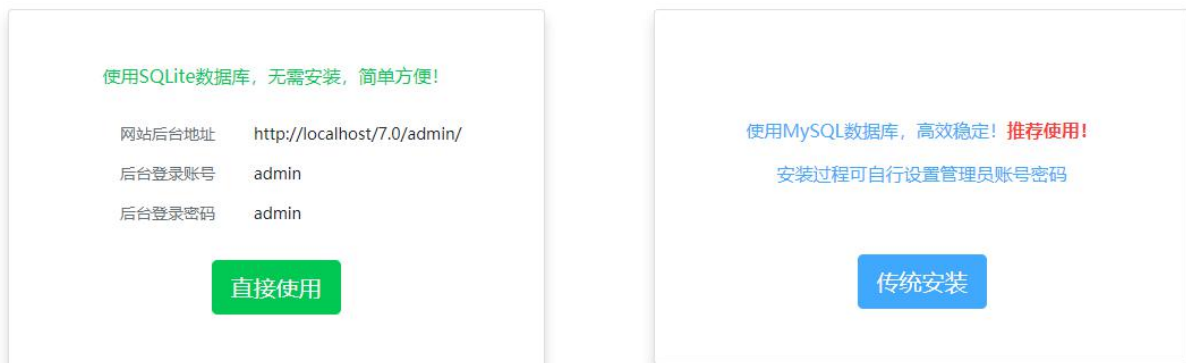 使用SQLite数据库，无需安装，简单方便！
网站后台地址 http://localhost/7.0/admin/
后台登录账号 admin
后台登录密码 admin
直接使用
使用MySQL数据库，高效稳定！推荐使用！
安装过程可自行设置管理员账号密码
传统安装